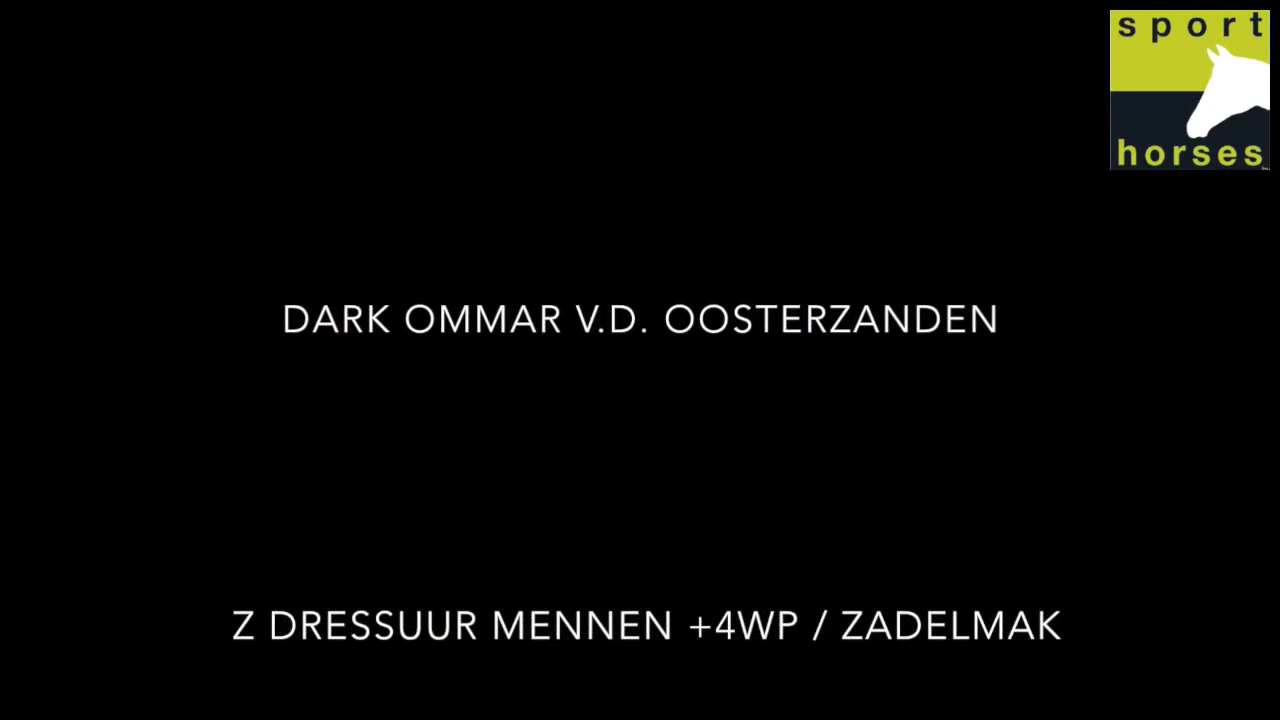 sport
horses
DARK OMMAR V.D. OOSTERZANDEN
Z DRESSUUR MENNEN +4WP / ZADELMAK